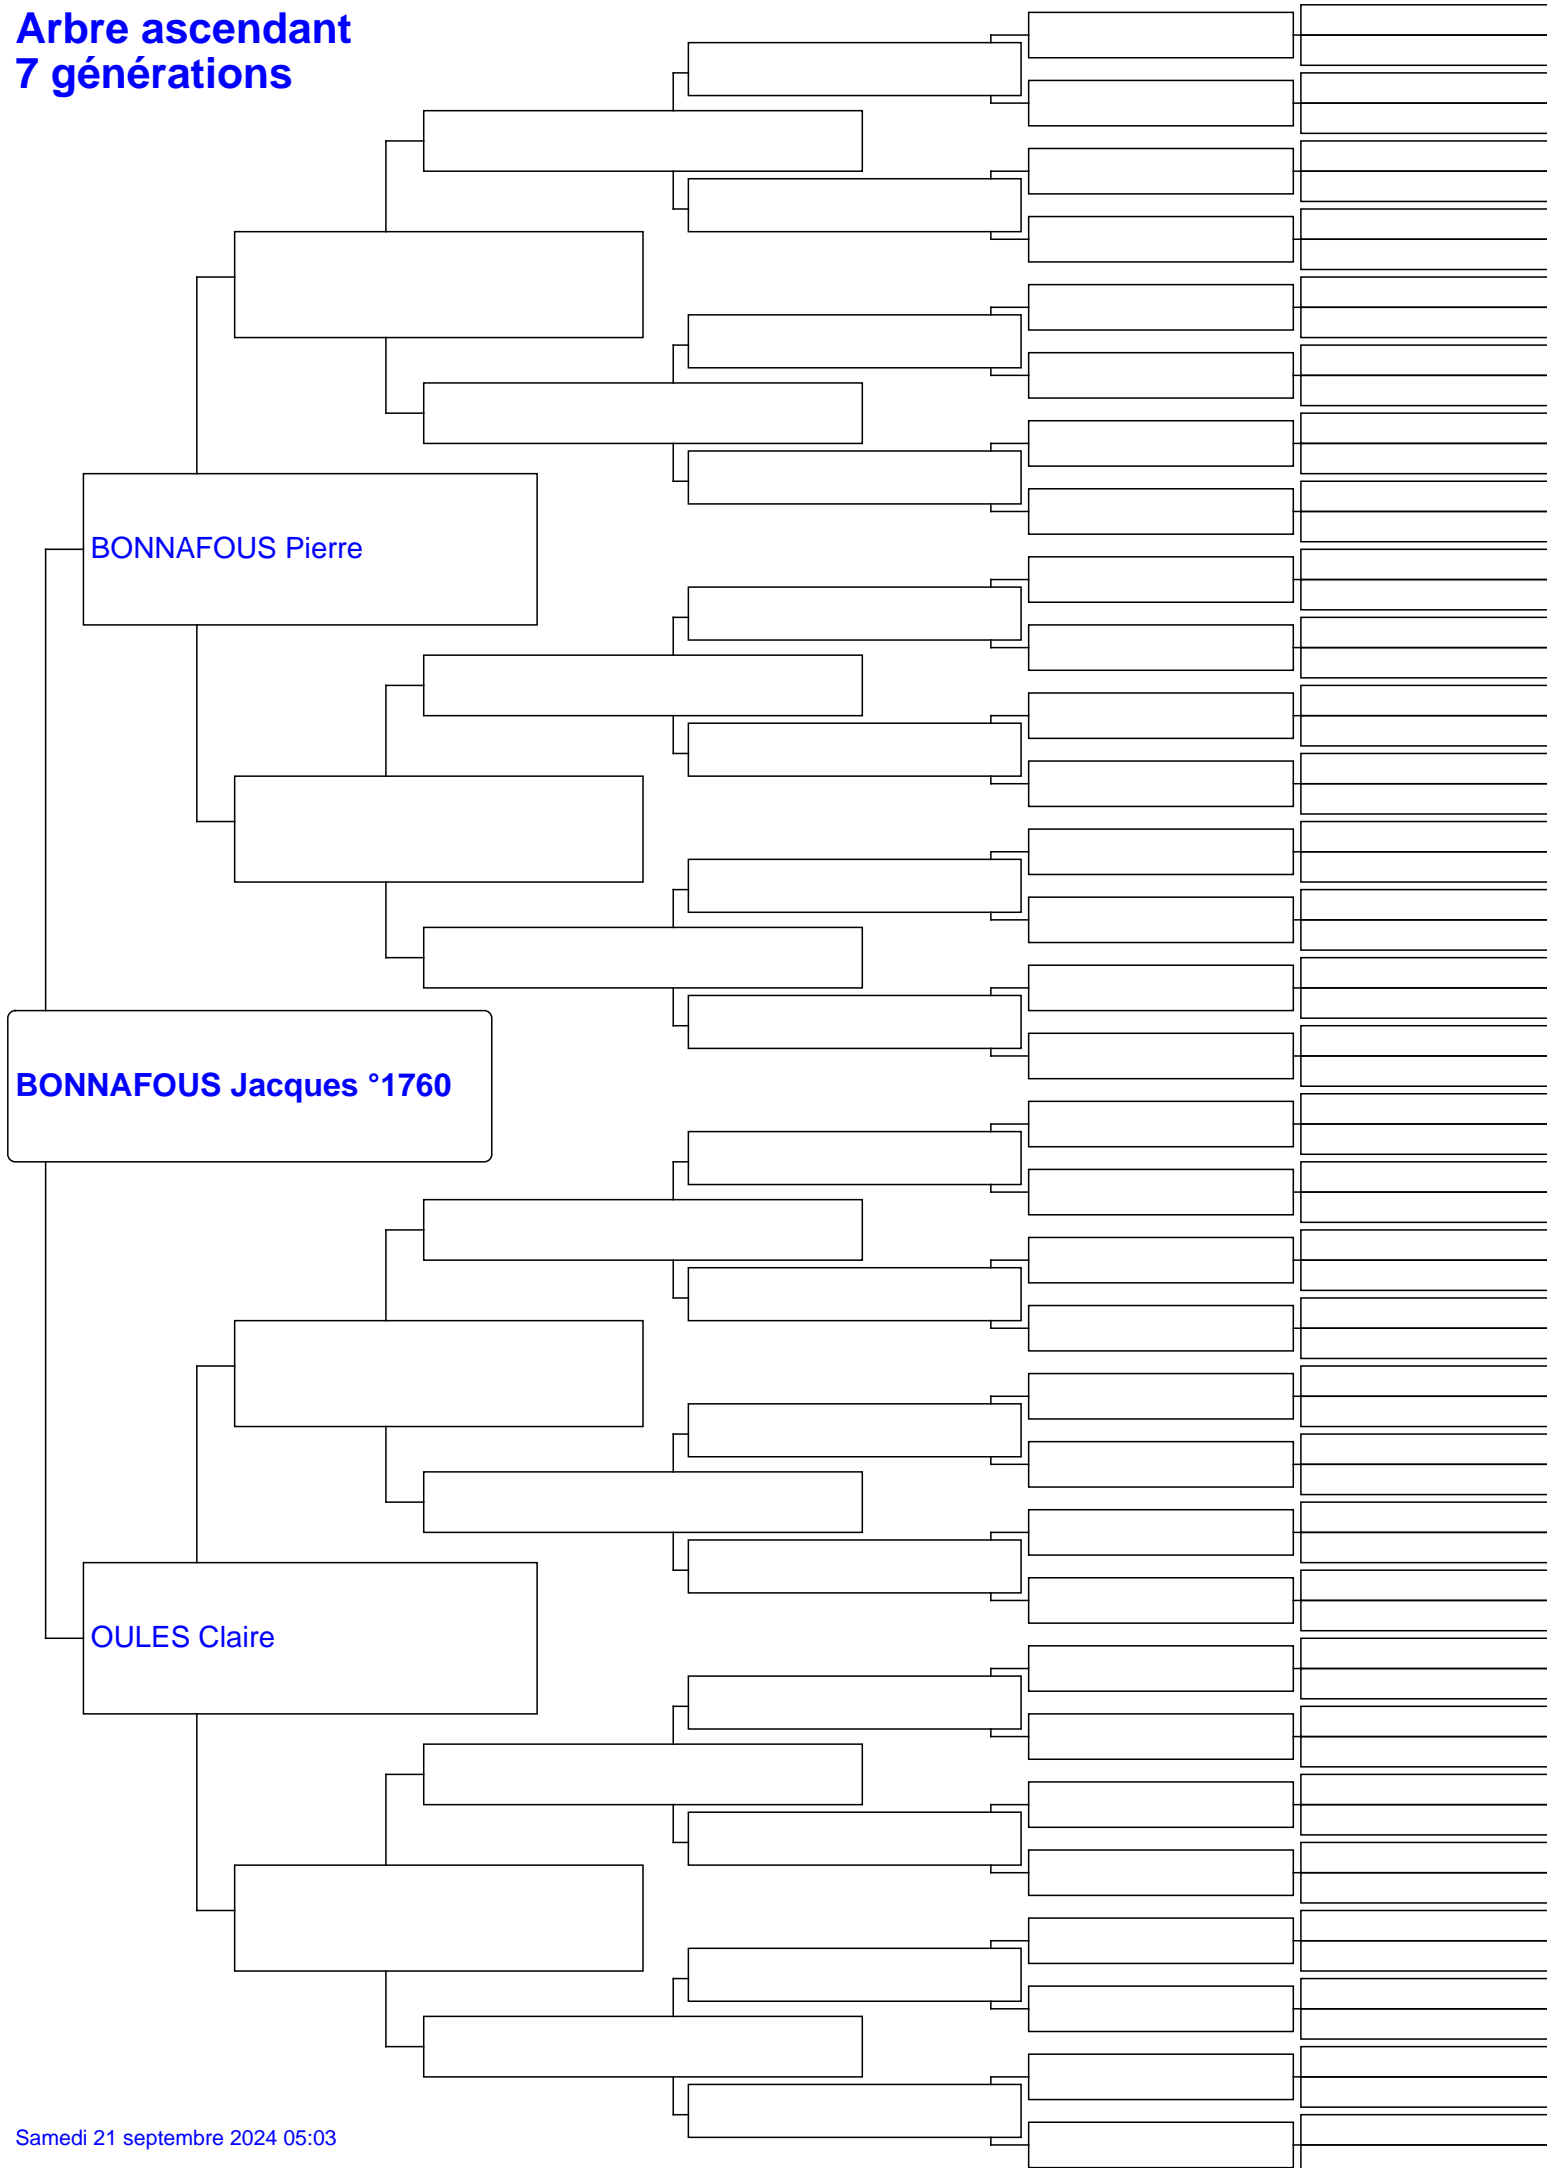 Arbre ascendant
7 générations
BONNAFOUS Pierre
BONNAFOUS Jacques °1760
OULES Claire
Samedi 21 septembre 2024 05:03